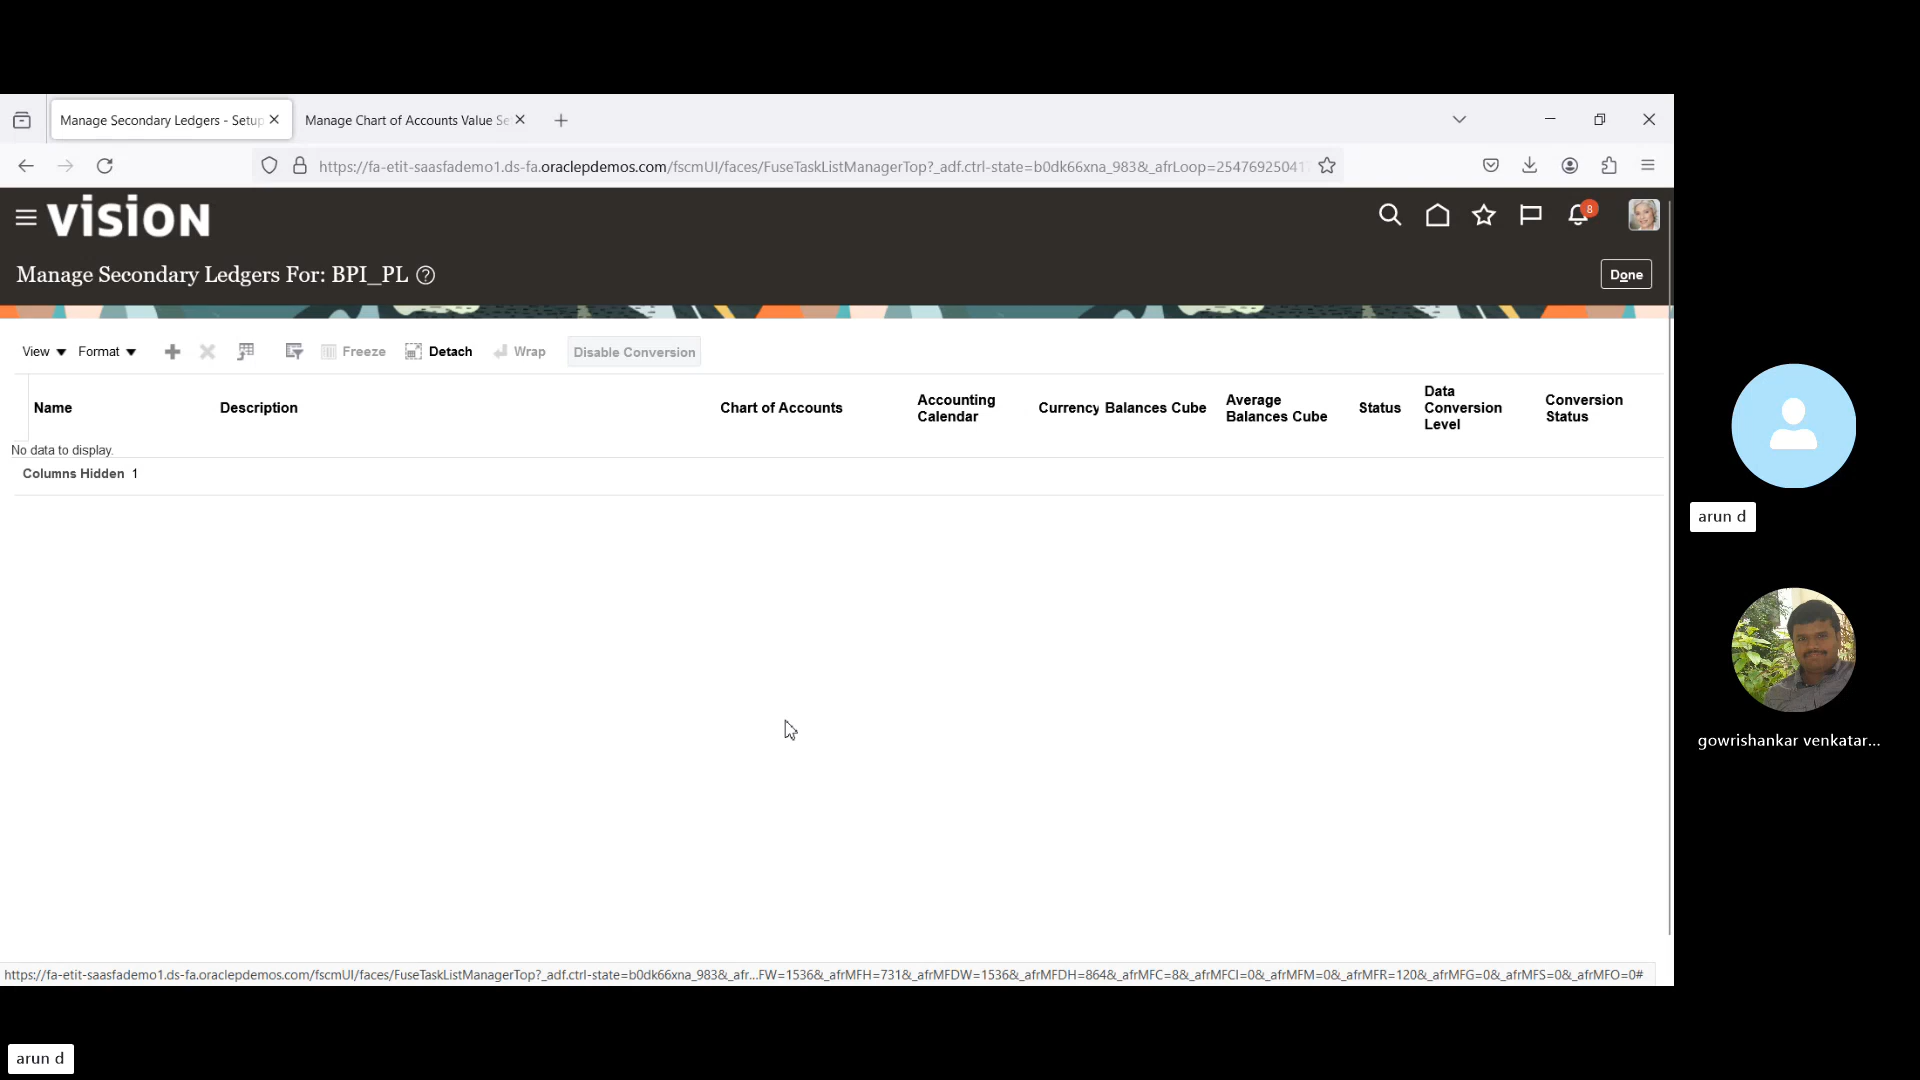 Manage Secondary Ledgers - Setup
Manage Chart of Accounts Value Se
https://fa-etit-saasfademo1.ds-fa.oraclepdemos.com/fscmUI/faces/FuseTaskListManagerTop?_adf.ctrl-state=b0dk66xna_983&_afrLoop=2547692504
VISION
8
Manage Secondary Ledgers For: BPI_PL
Done
View Format Freeze Detach Wrap Disable Conversion
Name Description Chart of Accounts Accounting Calendar Currency Balances Cube Average Balances Cube Status Data Conversion Level Conversion Status
No data to display.
Columns Hidden 1
arun d
gowrishankar venkatar...
https://fa-etit-saasfademo1.ds-fa.oraclepdemos.com/fscmUI/faces/FuseTaskListManagerTop?_adf.ctrl-state=b0dk66xna_983&_afr...FW=1536&_afrMFH=731&_afrMFDW=1536&_afrMFDH=864&_afrMFC=8&_afrMFCI=0&_afrMFM=0&_afrMFR=120&_afrMFG=0&_afrMFS=0&_afrMFO=0#
arun d